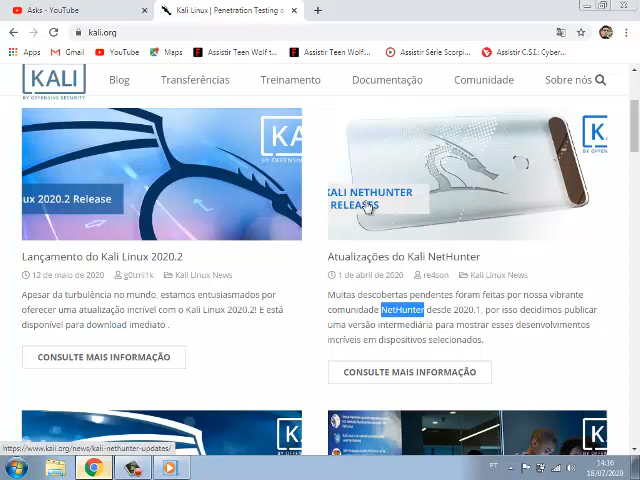 Asks - YouTube
Kali Linux | Penetration Testing a
kali.org
Apps
Gmail
YouTube
Maps
Assistir Teen Wolf t...
Assistir Teen Wolf...
Assistir Série Scorpi...
Assistir C.S.I.: Cyber...
KALI
BY OFFENSIVE SECURITY
Blog
Transferências
Treinamento
Documentação
Comunidade
Sobre nós
KA
BY OFFENSIV
ux 2020.2 Release
KALI NETHUNTER
RELEASES
Lançamento do Kali Linux 2020.2
12 de maio de 2020
g0tmi1k
Kali Linux News
Apesar da turbulência no mundo, estamos entusiasmados por
oferecer uma atualização incrível com o Kali Linux 2020.2! E está
disponível para download imediato .
CONSULTE MAIS INFORMAÇÃO
Atualizações do Kali NetHunter
1 de abril de 2020
re4son
Kali Linux News
Muitas descobertas pendentes foram feitas por nossa vibrante
comunidade NetHunter desde 2020.1, por isso decidimos publicar
uma versão intermediária para mostrar esses desenvolvimentos
incríveis em dispositivos selecionados.
CONSULTE MAIS INFORMAÇÃO
https://www.kali.org/news/kali-nethunter-updates/
PT
14:16
18/07/2020